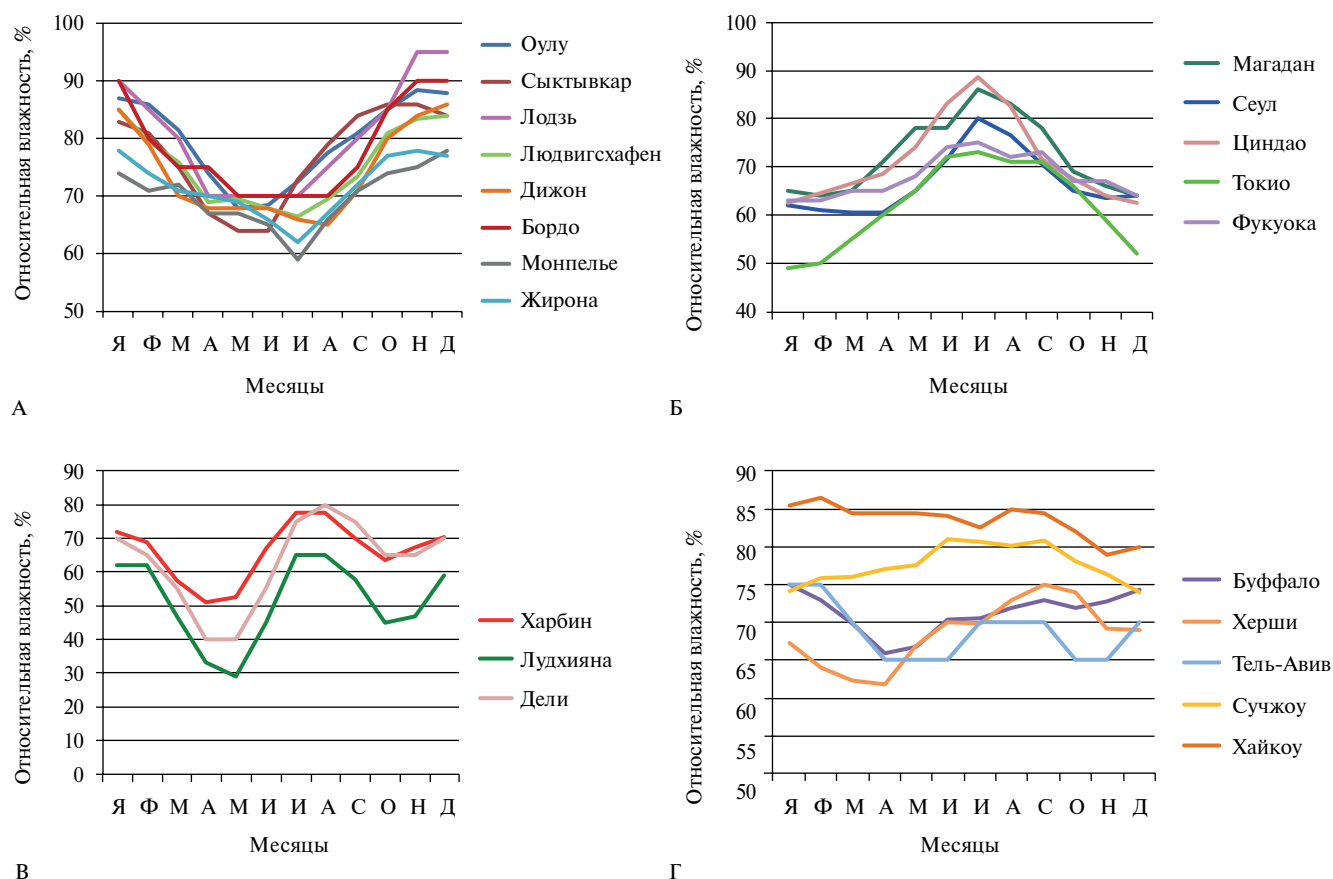 Относительная влажность, %
100
90
80
70
60
50
Я Ф М А М И И А С О Н Д
Месяцы
Оулу
Сыктывкар
Лодзь
Людвигсхафен
Дижон
Бордо
Монпелье
Жирона
А
Относительная влажность, %
100
90
80
70
60
50
40
Я Ф М А М И И А С О Н Д
Месяцы
Магадан
Сеул
Циндао
Токио
Фукуока
Б
Относительная влажность, %
90
80
70
60
50
40
30
20
10
0
Я Ф М А М И И А С О Н Д
Месяцы
Харбин
Лудхияна
Дели
В
Относительная влажность, %
90
85
80
75
70
65
60
55
50
Я Ф М А М И И А С О Н Д
Месяцы
Буффало
Херши
Тель-Авив
Сучжоу
Хайкоу
Г